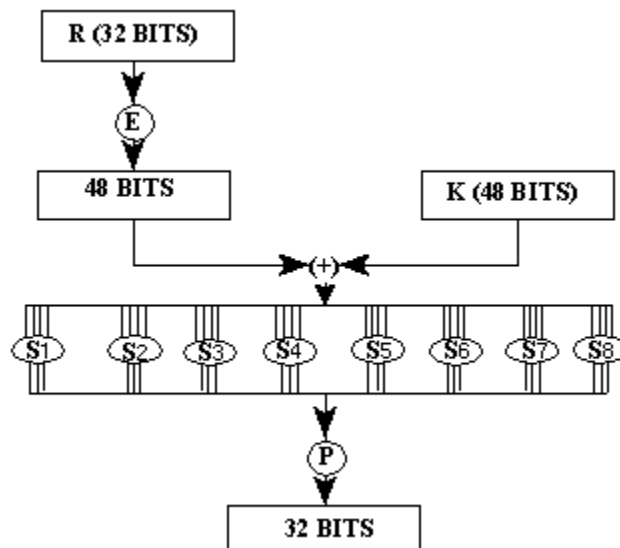 R (32 BITS)
E
48 BITS
K (48 BITS)
(+)
S1 S2 S3 S4 S5 S6 S7 S8
P
32 BITS